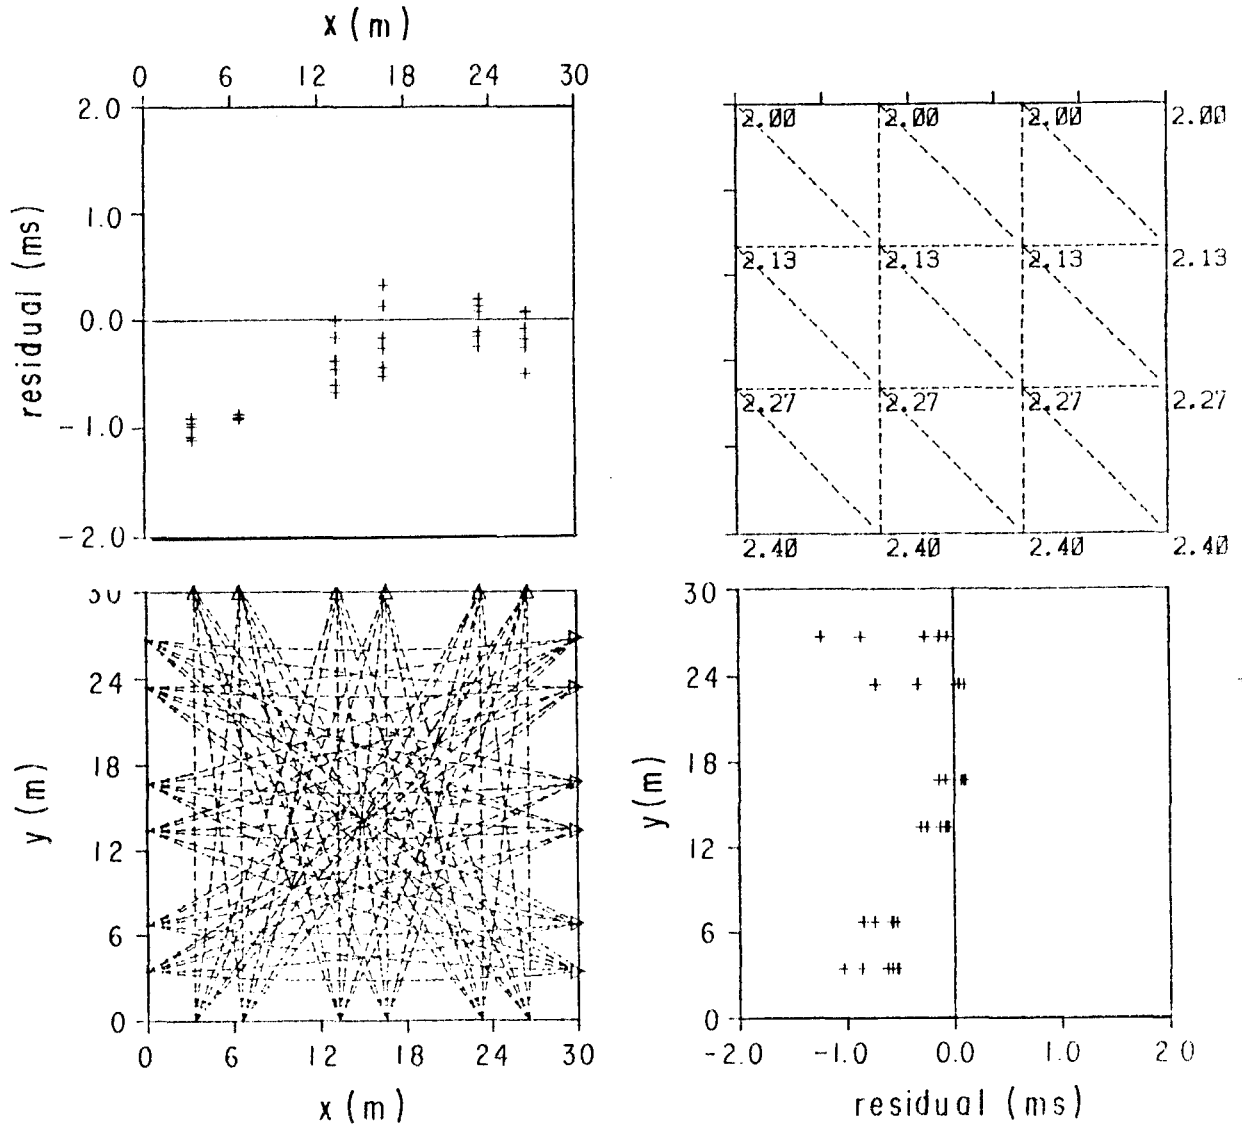 x (m)
0 6 12 18 24 30
2.0
1.0
0.0
-1.0
-2.0
residual (ms)
2.00 2.00 2.00 2.00
2.13 2.13 2.13 2.13
2.27 2.27 2.27 2.27
2.40 2.40 2.40 2.40
30
24
18
12
6
0
y (m)
0 6 12 18 24 30
x (m)
30
24
18
12
6
0
y (m)
-2.0 -1.0 0.0 1.0 2 0
residual (ms)